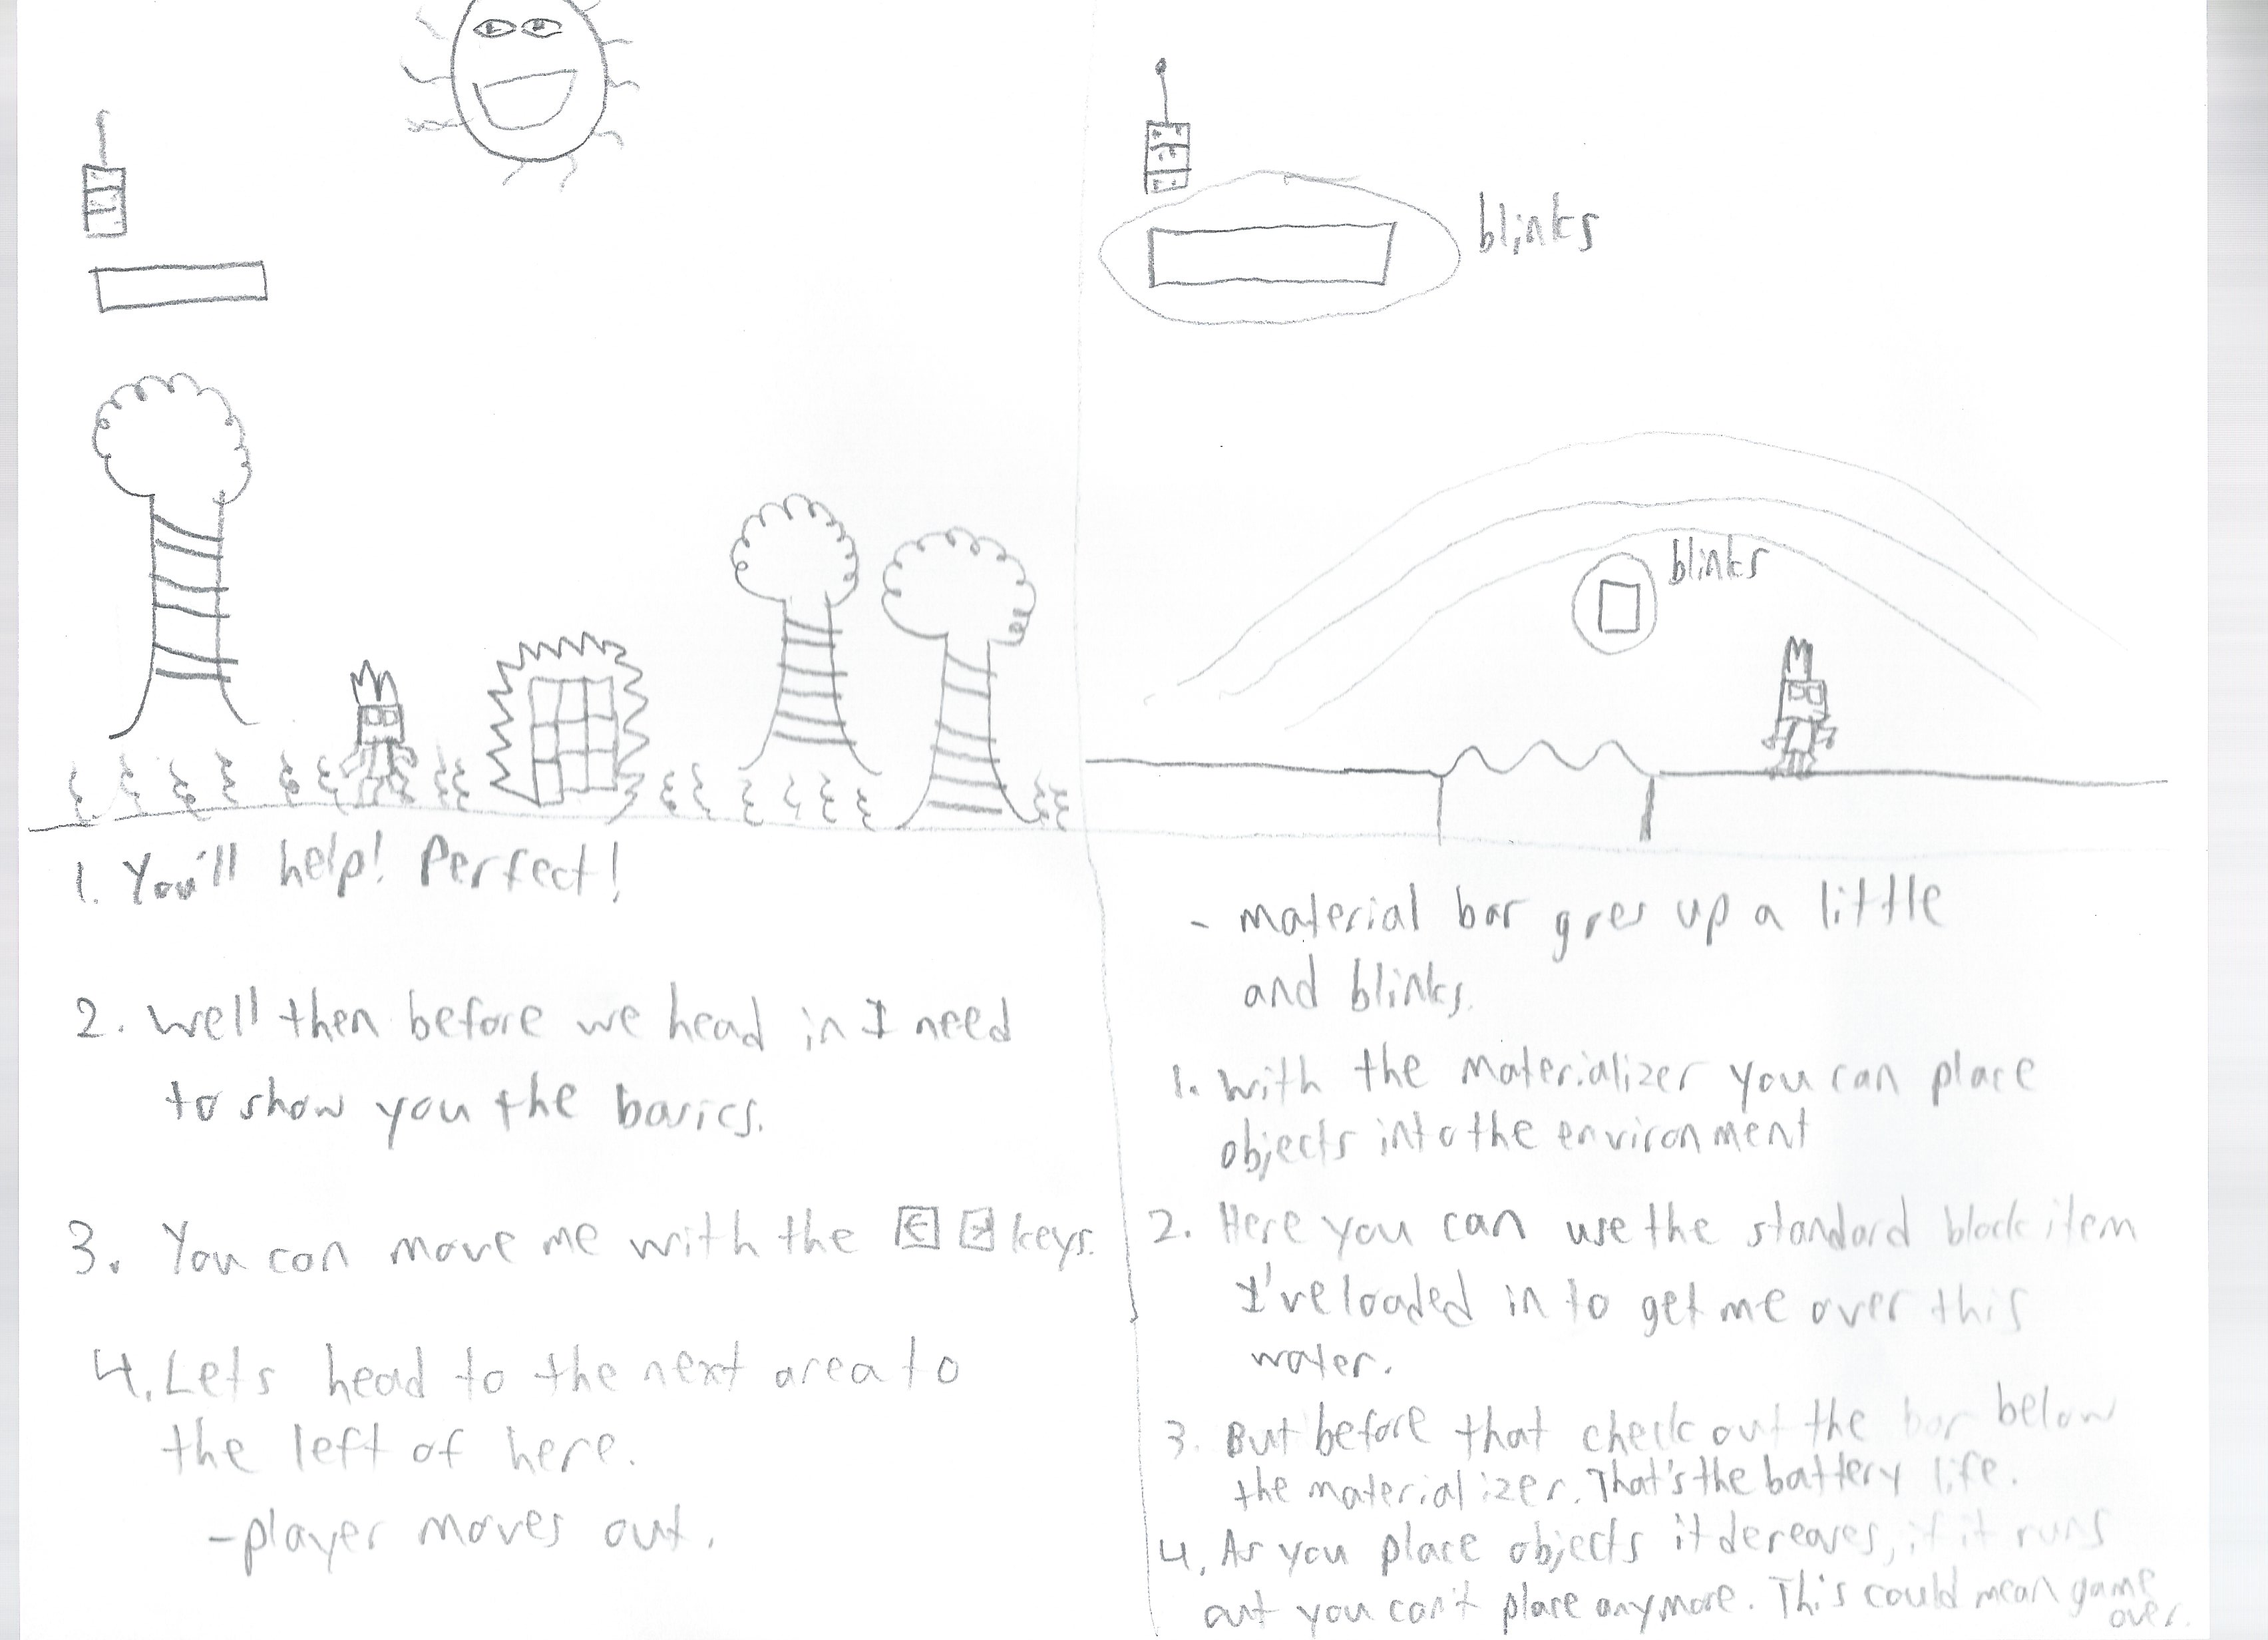 blinks
blinks
1. You'll help! Perfect!
2. Well then before we head in I need
to show you the basics.
3. You can move me with the ← → keys.
4. Lets head to the next area to
the left of here.
- player moves out.
- material bar goes up a little
and blinks.
1. With the materializer you can place
objects into the environment
2. Here you can use the standard block item
I've loaded in to get me over this
water.
3. But before that check out the bar below
the materializer. That's the battery life.
4. As you place objects it dereases, if it runs
out you can't place anymore. This could mean game
over.